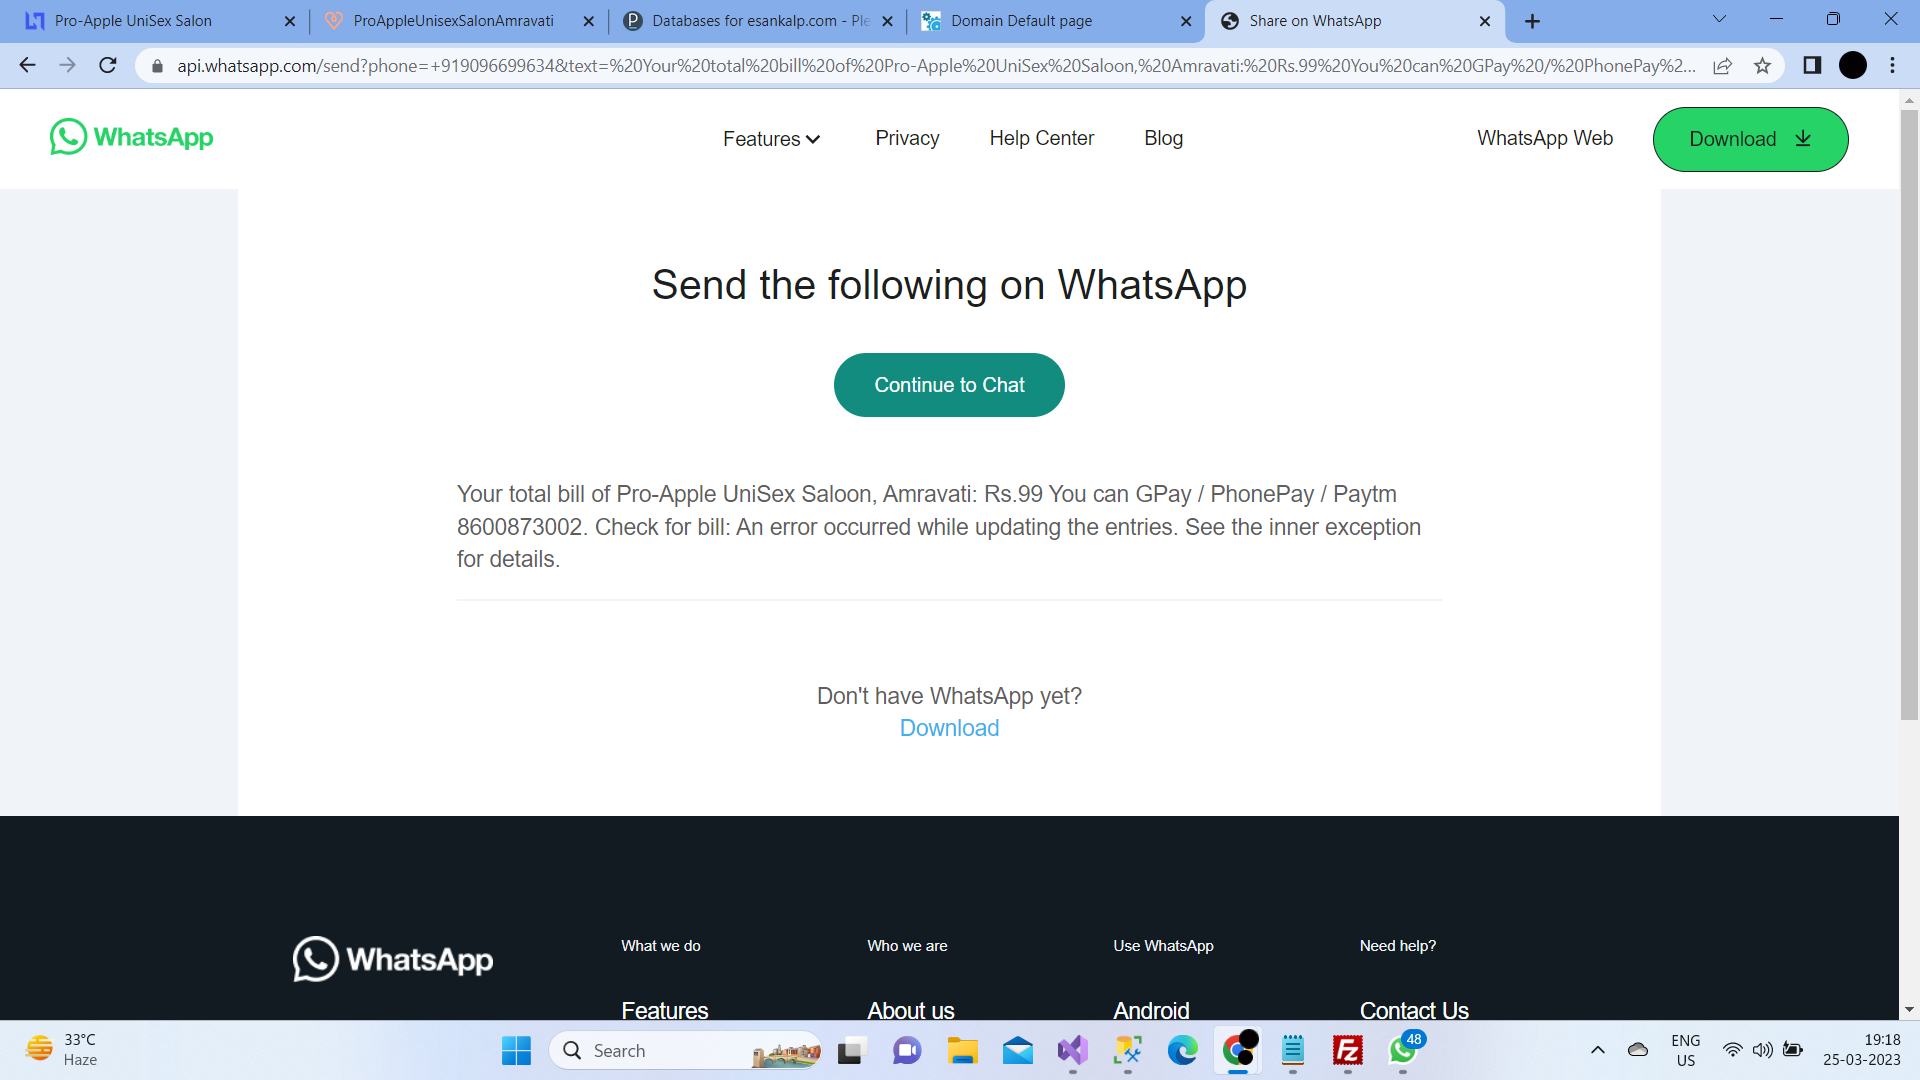 Pro-Apple UniSex Salon
ProAppleUnisexSalonAmravati
Databases for esankalp.com - Ple
Domain Default page
Share on WhatsApp
api.whatsapp.com/send?phone=+919096699634&text=%20Your%20total%20bill%20of%20Pro-Apple%20UniSex%20Saloon,%20Amravati:%20Rs.99%20You%20can%20GPay%20/%20PhonePay%2...
WhatsApp
Features
Privacy
Help Center
Blog
WhatsApp Web
Download
Send the following on WhatsApp
Continue to Chat
Your total bill of Pro-Apple UniSex Saloon, Amravati: Rs.99 You can GPay / PhonePay / Paytm
8600873002. Check for bill: An error occurred while updating the entries. See the inner exception
for details.
Don't have WhatsApp yet?
Download
WhatsApp
What we do
Who we are
Use WhatsApp
Need help?
Features
About us
Android
Contact Us
33°C
Haze
Search
48
ENG
US
19:18
25-03-2023